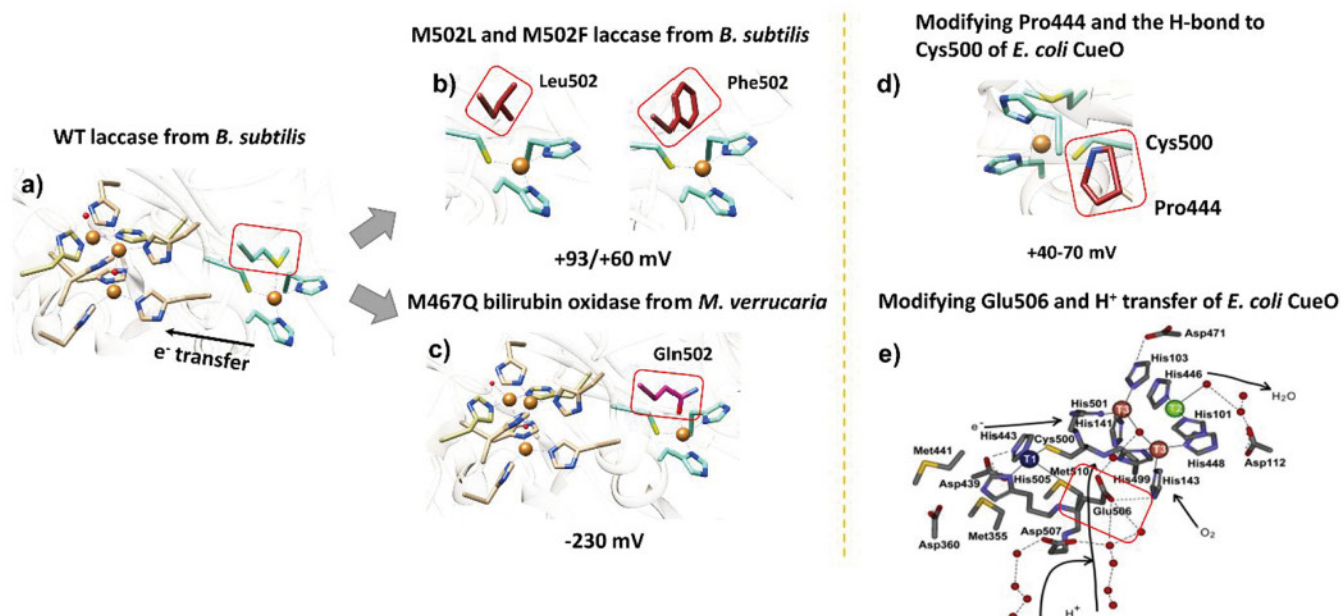 WT laccase from B. subtilis
a)
e- transfer
M502L and M502F laccase from B. subtilis
b)
Leu502
Phe502
+93/+60 mV
M467Q bilirubin oxidase from M. verrucaria
c)
Gln502
-230 mV
Modifying Pro444 and the H-bond to
Cys500 of E. coli CueO
d)
Cys500
Pro444
+40-70 mV
Modifying Glu506 and H⁺ transfer of E. coli CueO
e)
Asp471
His103
His446
H₂O
His501
T3
T2
His101
e⁻
His141
His443
Cys500
T3
Asp112
Met441
T1
Met510
His448
Asp439
His505
His499
His143
Glu506
O₂
Asp360
Met355
Asp507
H⁺